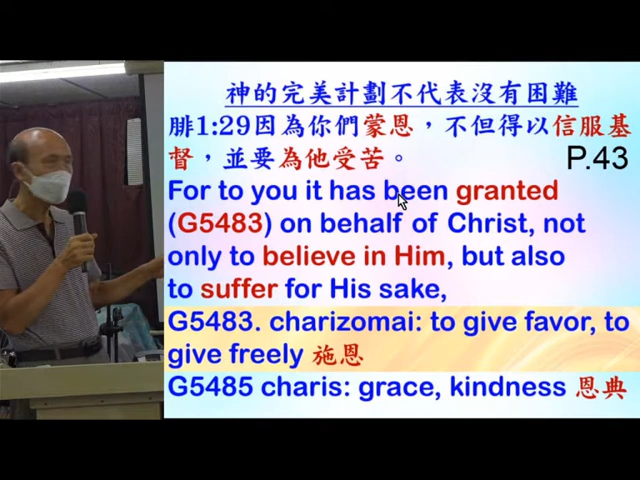 神的完美計劃不代表沒有困難
腓1:29因為你們蒙恩，不但得以信服基
督，並要為他受苦。
P.43
For to you it has been granted
(G5483) on behalf of Christ, not
only to believe in Him, but also
to suffer for His sake,
G5483. charizomai: to give favor, to
give freely 施恩
G5485 charis: grace, kindness 恩典